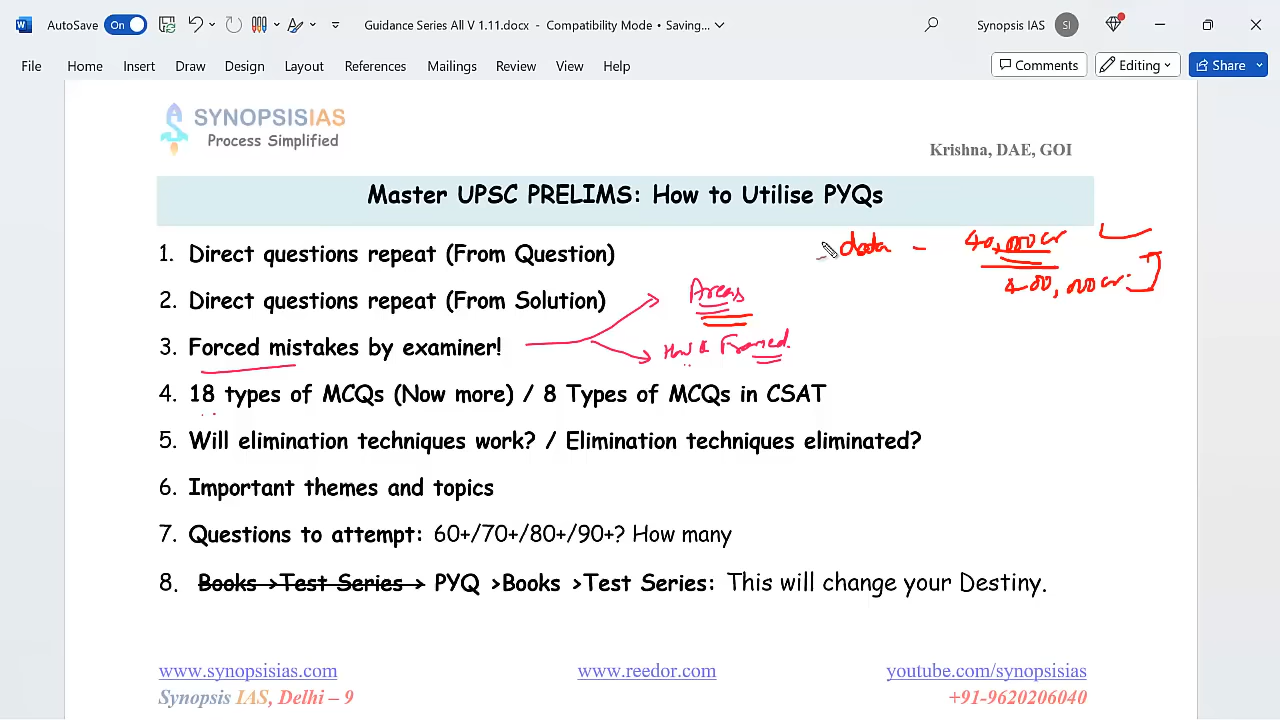 AutoSave On Guidance Series All V 1.11.docx - Compatibility Mode • Saving... Synopsis IAS SI
File Home Insert Draw Design Layout References Mailings Review View Help Comments Editing Share
SYNOPSISIAS
Process Simplified
Krishna, DAE, GOI
Master UPSC PRELIMS: How to Utilise PYQs
data - 40,000cr
1. Direct questions repeat (From Question)
400,000cr.
Areas
2. Direct questions repeat (From Solution)
3. Forced mistakes by examiner!
How & Framed.
4. 18 types of MCQs (Now more) / 8 Types of MCQs in CSAT
5. Will elimination techniques work? / Elimination techniques eliminated?
6. Important themes and topics
7. Questions to attempt: 60+/70+/80+/90+? How many
8. Books >Test Series > PYQ >Books >Test Series: This will change your Destiny.
www.synopsisias.com www.reedor.com youtube.com/synopsisias
Synopsis IAS, Delhi – 9 +91-9620206040